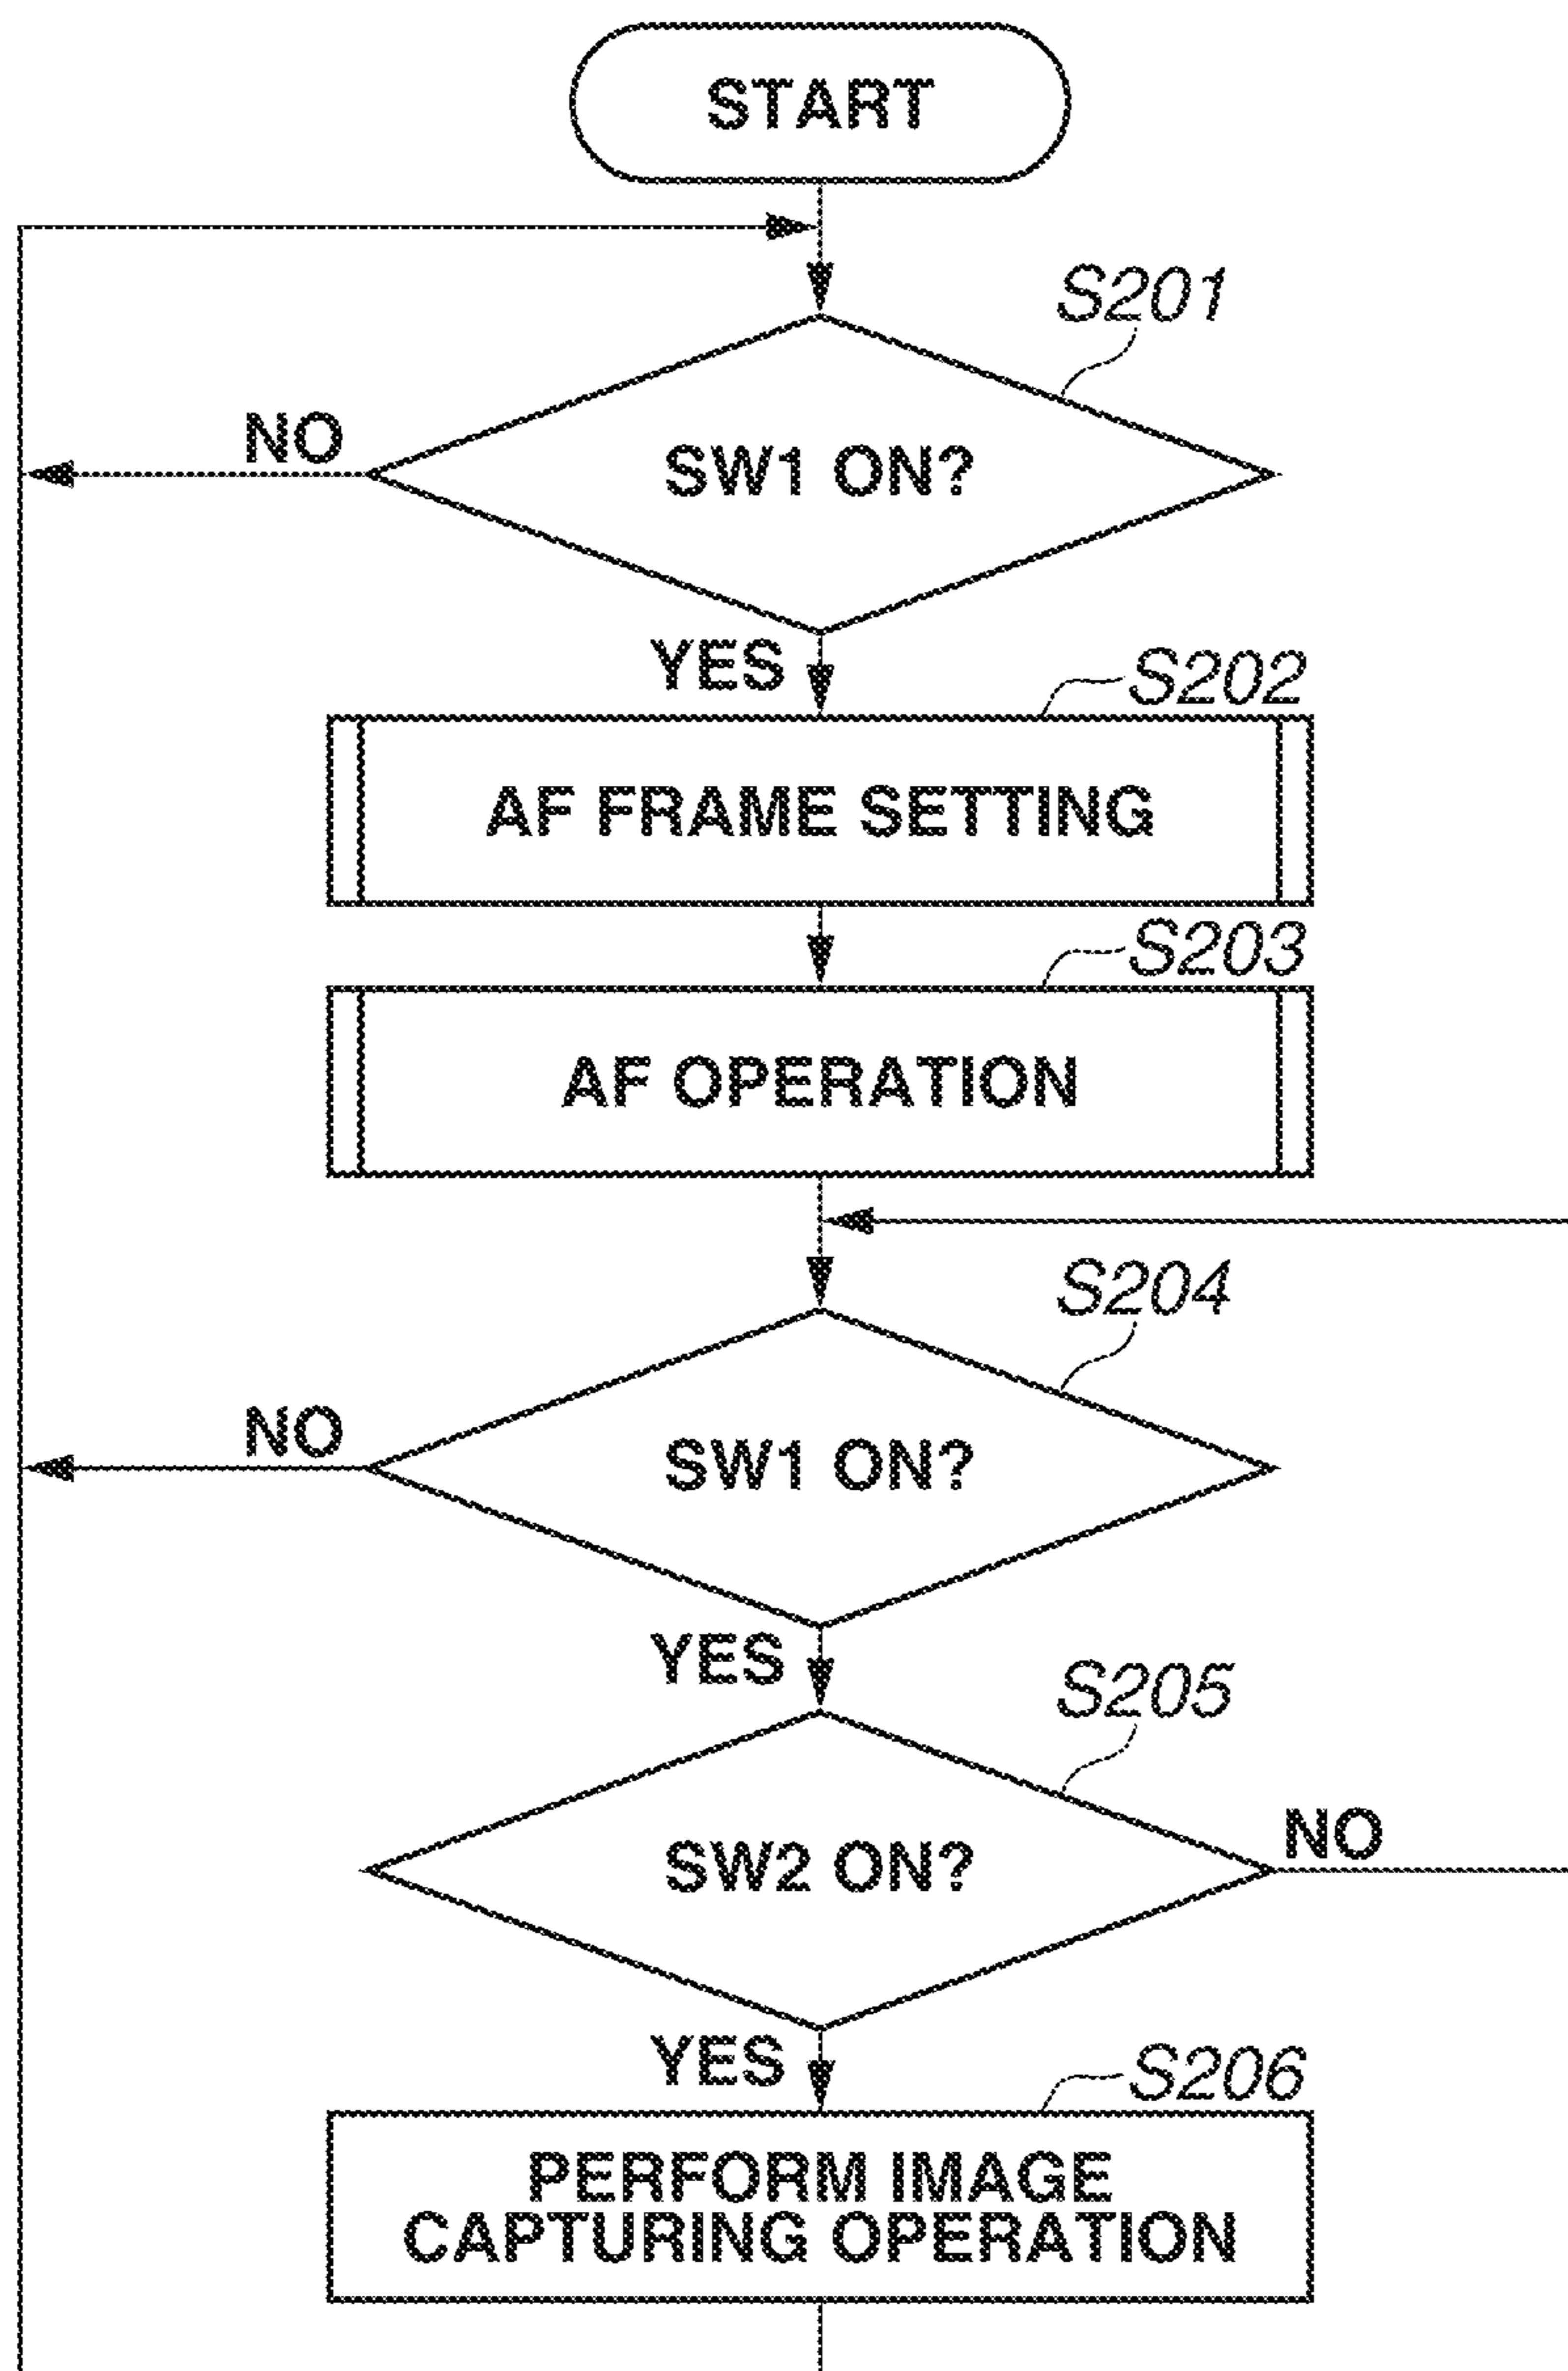 START
S201
NO
SW1 ON?
YES
S202
AF FRAME SETTING
S203
AF OPERATION
S204
NO
SW1 ON?
YES
S205
SW2 ON?
NO
YES
S206
PERFORM IMAGE
CAPTURING OPERATION